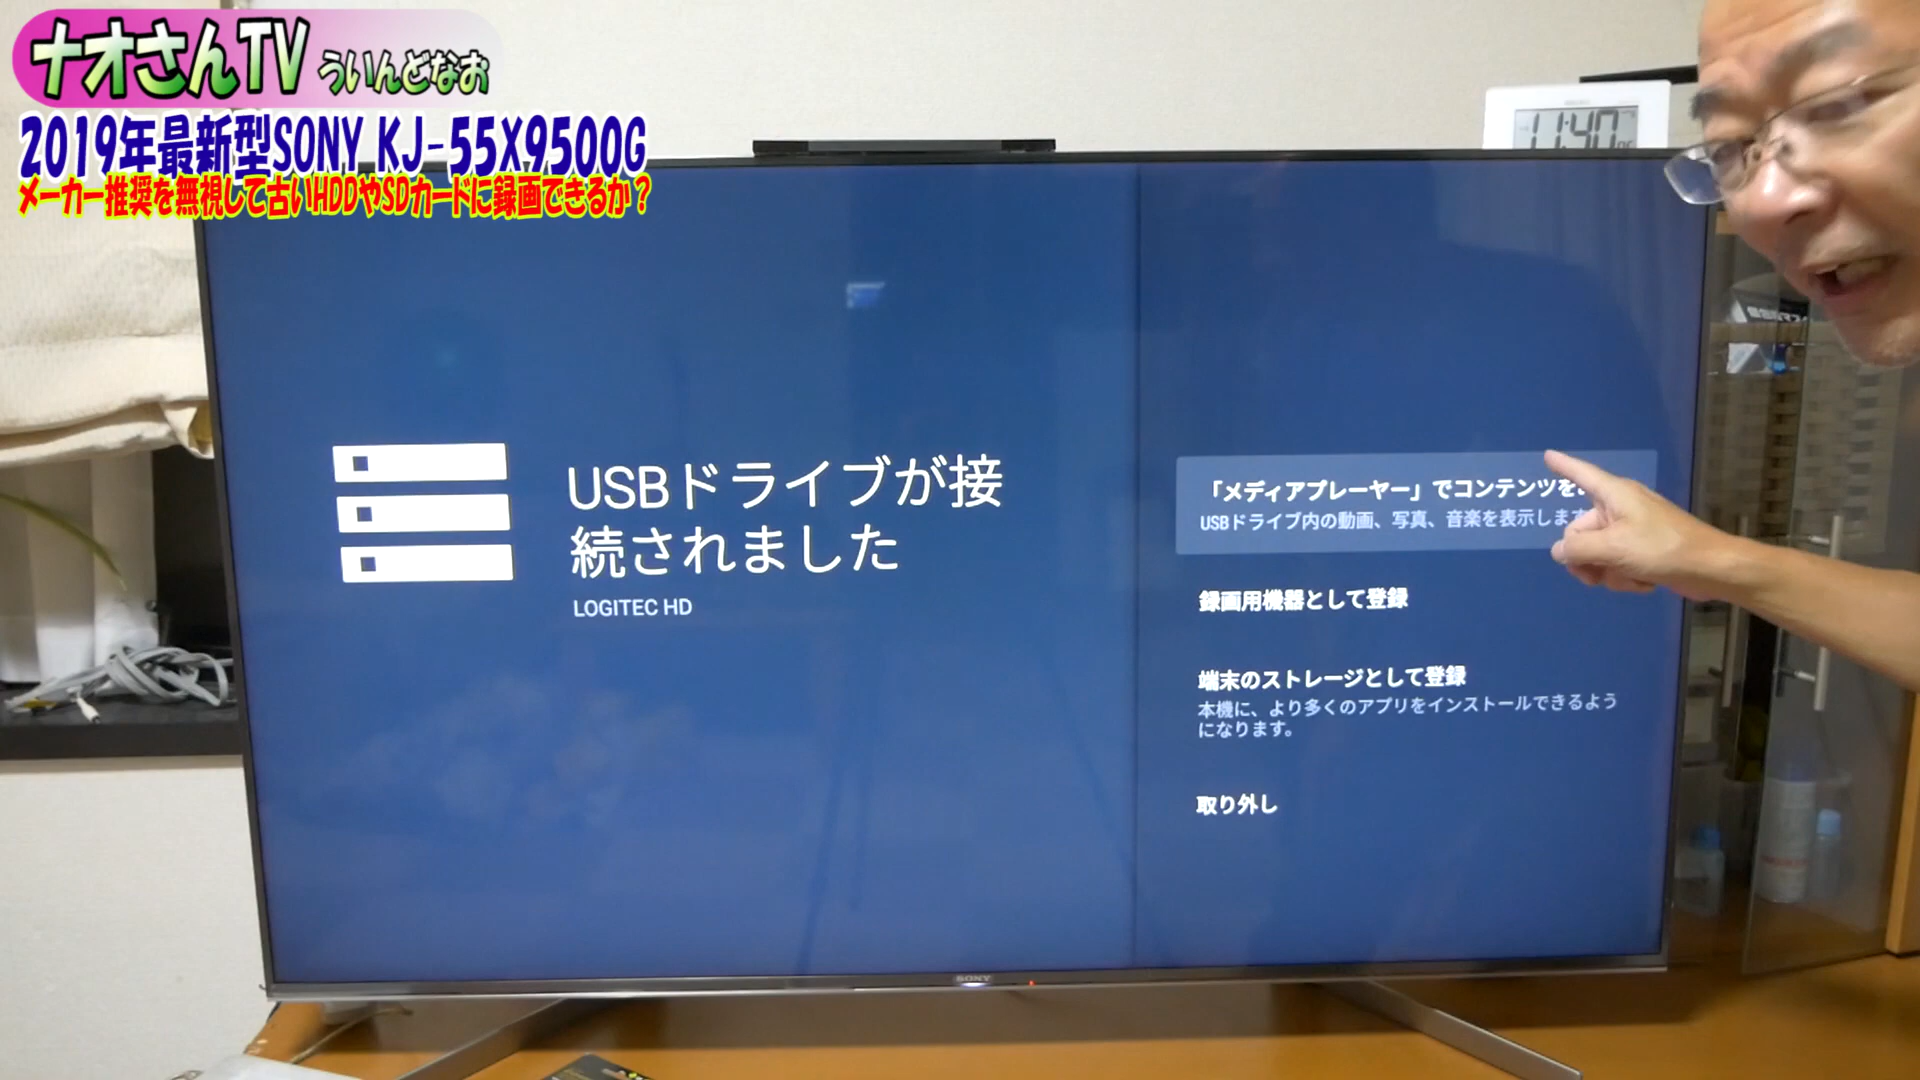 ナオさんTV ういんどなお
2019年最新型SONY KJ-55X9500G
メーカー推奨を無視して古いHDDやSDカードに録画できるか？
11:40
USBドライブが接
続されました
LOGITEC HD
「メディアプレーヤー」でコンテンツを
USBドライブ内の動画、写真、音楽を表示します
録画用機器として登録
端末のストレージとして登録
本機に、より多くのアプリをインストールできるよう
になります。
取り外し
SONY